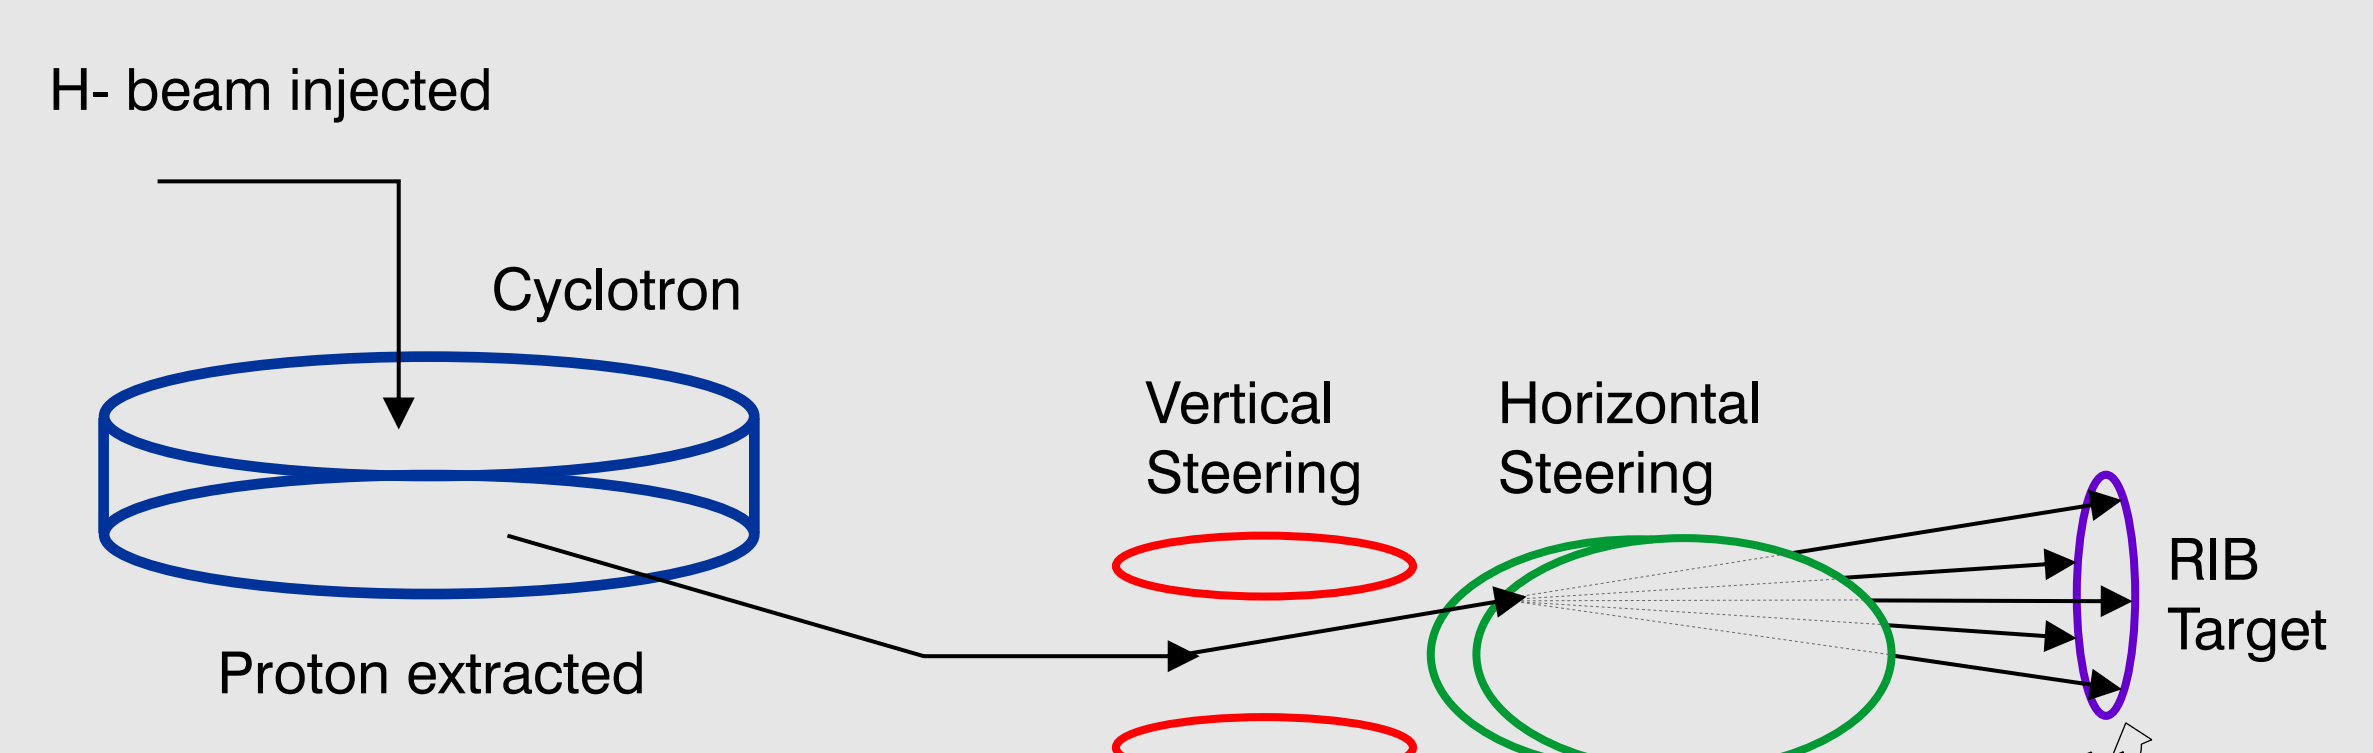 H- beam injected
Cyclotron
Vertical
Steering
Horizontal
Steering
RIB
Target
Proton extracted